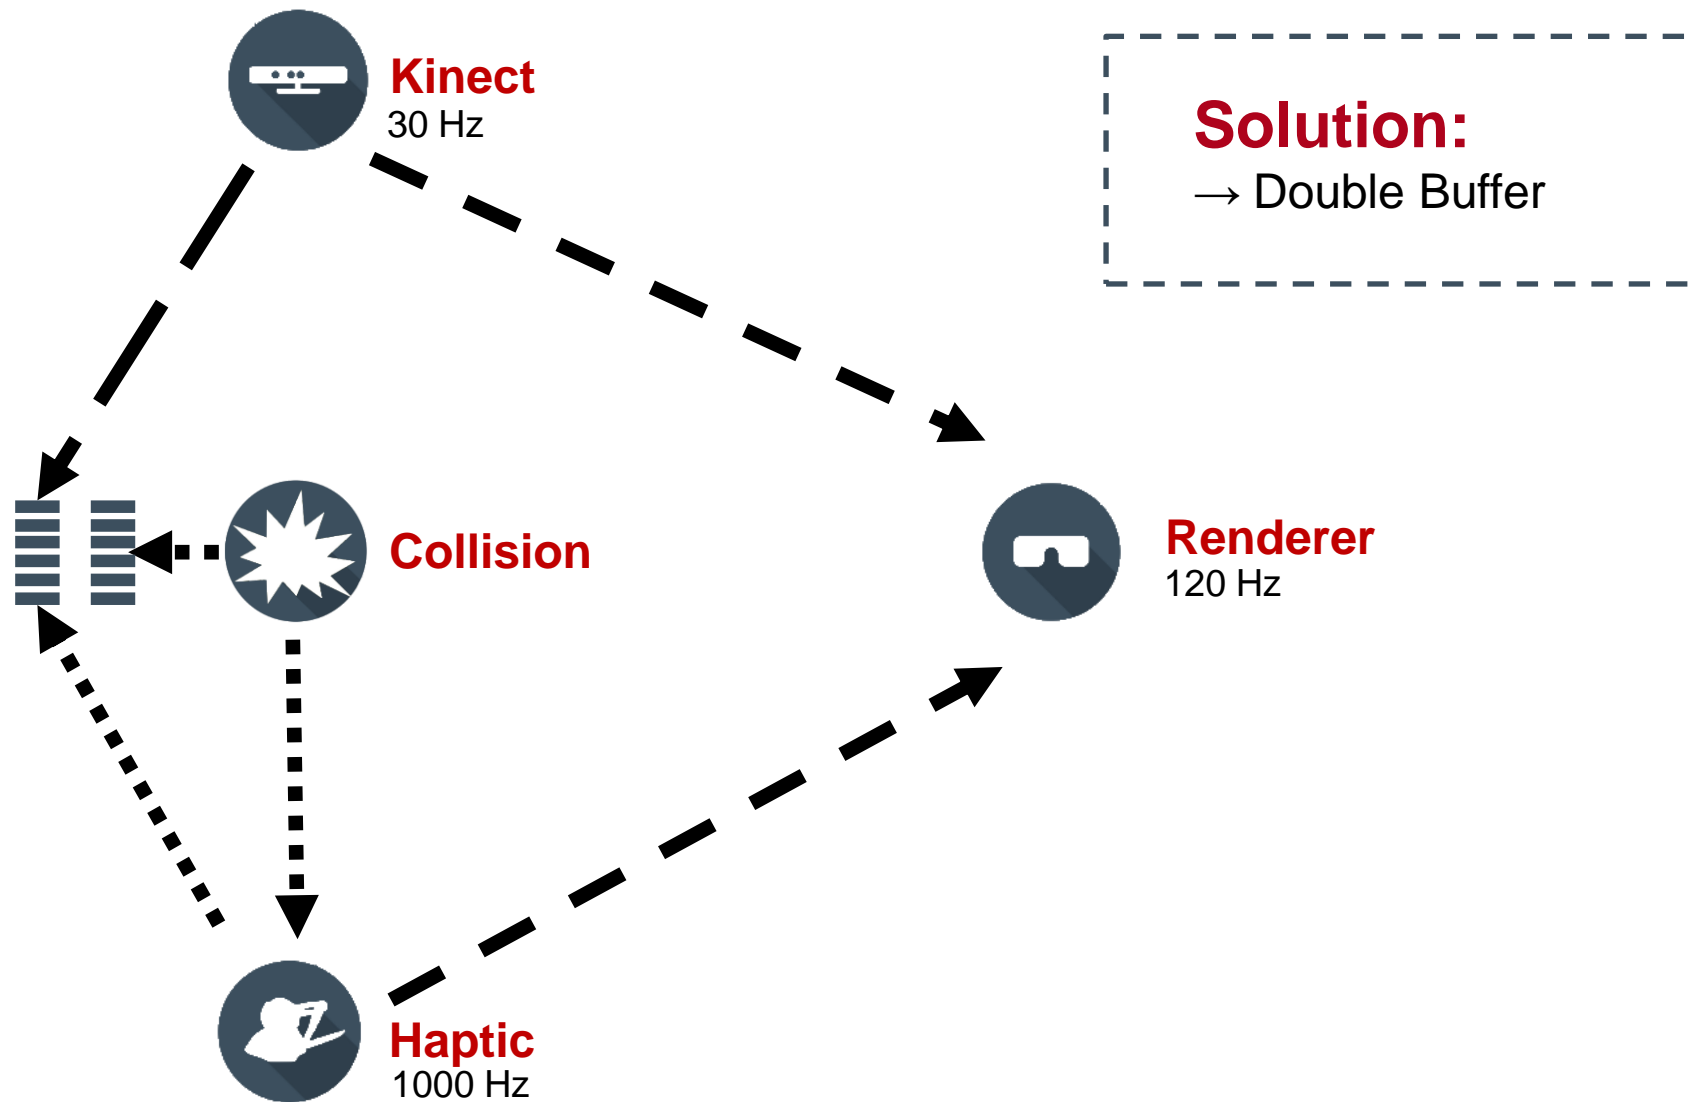 Kinect
30 Hz
Solution:
→ Double Buffer
Collision
Renderer
120 Hz
Haptic
1000 Hz